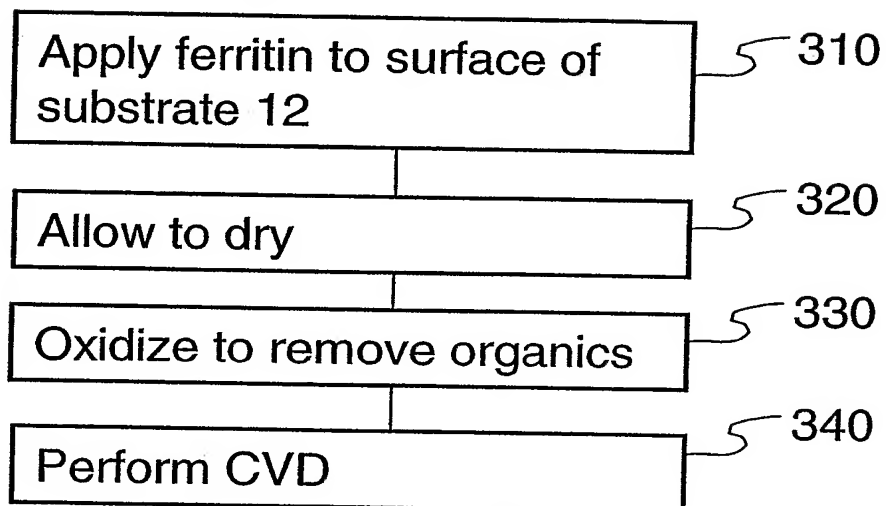 Apply ferritin to surface of
substrate 12
310
Allow to dry
320
Oxidize to remove organics
330
Perform CVD
340